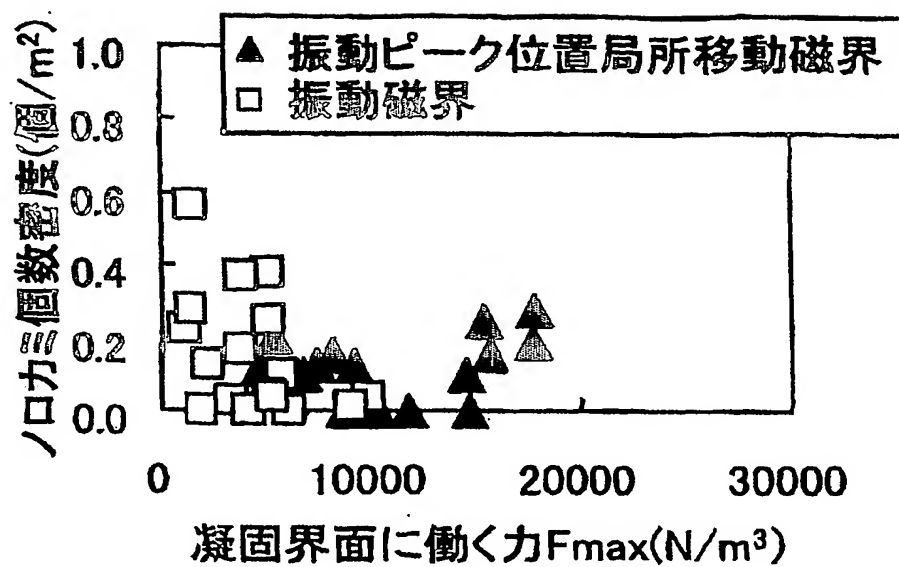 ▲ 振動ピーク位置局所移動磁界
□ 振動磁界
ノロカミ個数密度(個/m²)
1.0
0.8
0.6
0.4
0.2
0.0
0 10000 20000 30000
凝固界面に働く力Fmax(N/m³)